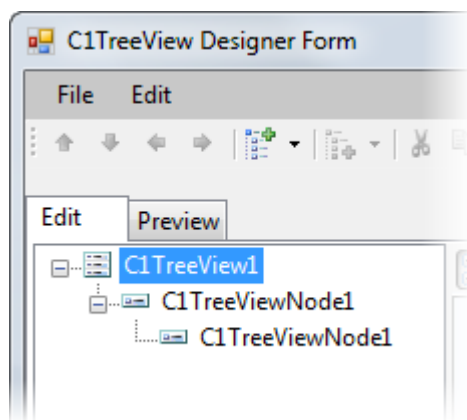 C1TreeView Designer Form
File Edit
Edit Preview
C1TreeView1
C1TreeViewNode1
C1TreeViewNode1